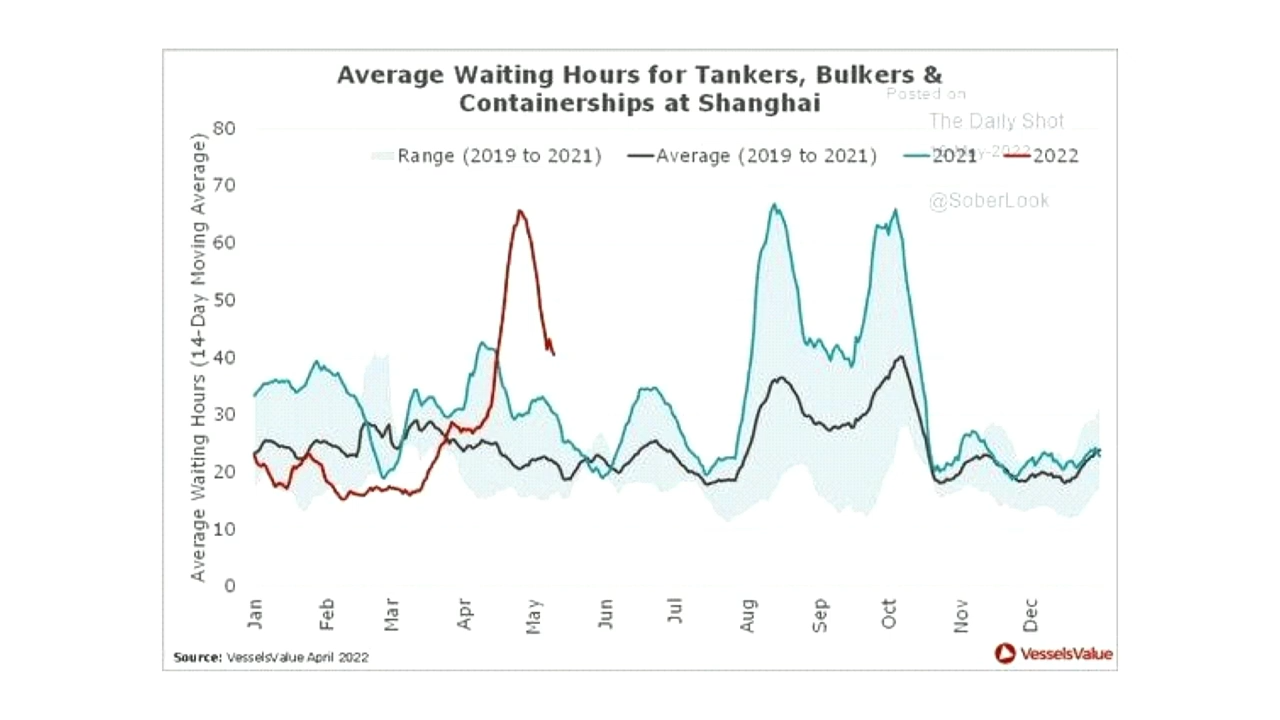 Average Waiting Hours for Tankers, Bulkers &
Containerships at Shanghai
Posted on
The Daily Shot
@SoberLook
Range (2019 to 2021)
Average (2019 to 2021)
2021
2022
Average Waiting Hours (14-Day Moving Average)
80
70
60
50
40
30
20
10
0
Jan
Feb
Mar
Apr
May
Jun
Jul
Aug
Sep
Oct
Nov
Dec
Source: VesselsValue April 2022
VesselsValue